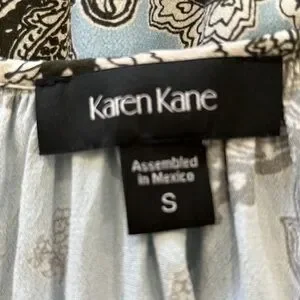 Karen Kane
Assembled
in Mexico
S